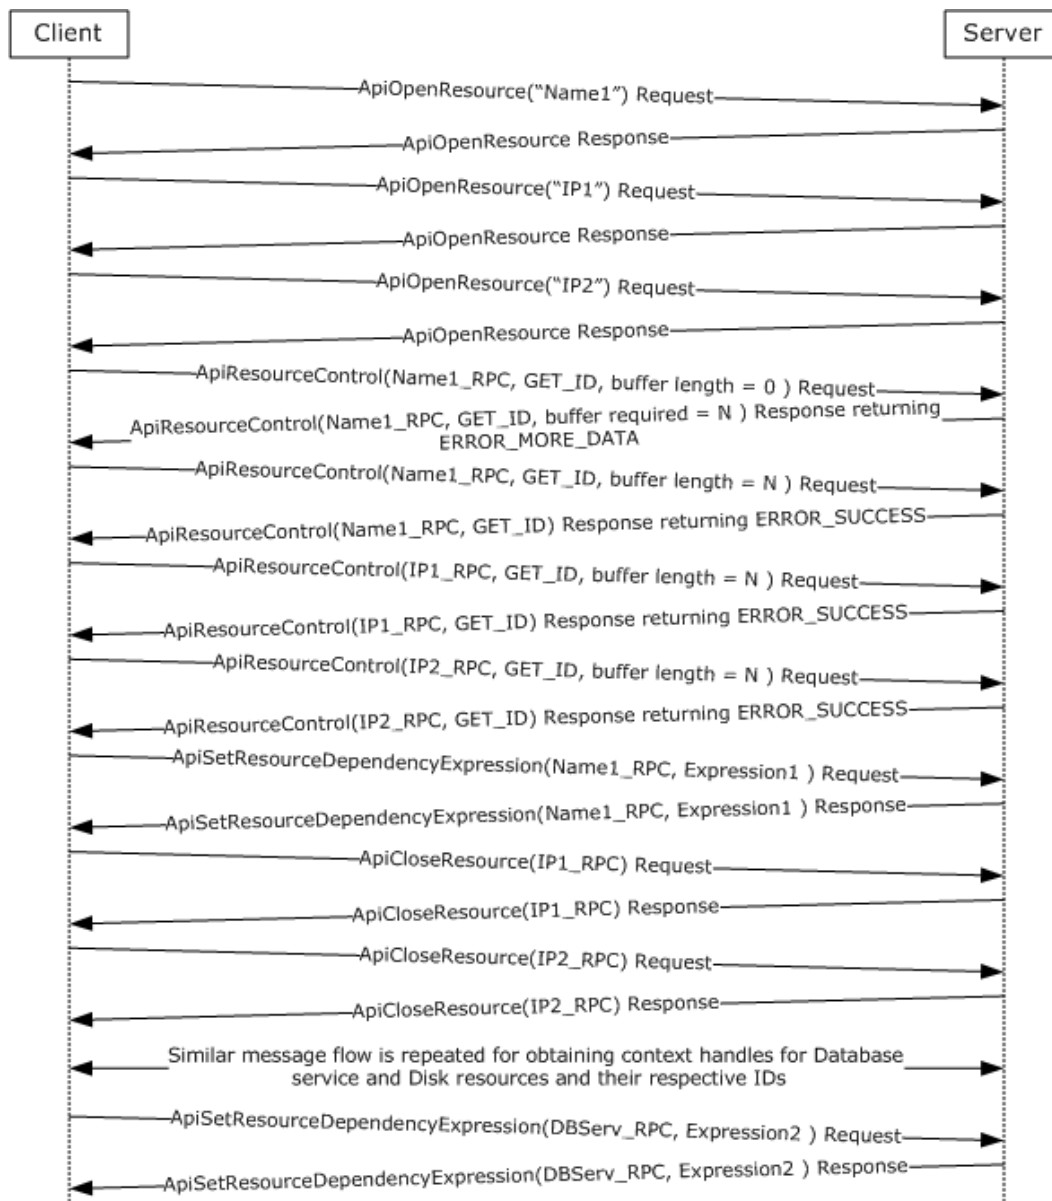 Client
Server
ApiOpenResource(“Name1”) Request
ApiOpenResource Response
ApiOpenResource(“IP1”) Request
ApiOpenResource Response
ApiOpenResource(“IP2”) Request
ApiOpenResource Response
ApiResourceControl(Name1_RPC, GET_ID, buffer length = 0 ) Request
ApiResourceControl(Name1_RPC, GET_ID, buffer required = N ) Response returning
ERROR_MORE_DATA
ApiResourceControl(Name1_RPC, GET_ID, buffer length = N ) Request
ApiResourceControl(Name1_RPC, GET_ID) Response returning ERROR_SUCCESS
ApiResourceControl(IP1_RPC, GET_ID, buffer length = N ) Request
ApiResourceControl(IP1_RPC, GET_ID) Response returning ERROR_SUCCESS
ApiResourceControl(IP2_RPC, GET_ID, buffer length = N ) Request
ApiResourceControl(IP2_RPC, GET_ID) Response returning ERROR_SUCCESS
ApiSetResourceDependencyExpression(Name1_RPC, Expression1 ) Request
ApiSetResourceDependencyExpression(Name1_RPC, Expression1 ) Response
ApiCloseResource(IP1_RPC) Request
ApiCloseResource(IP1_RPC) Response
ApiCloseResource(IP2_RPC) Request
ApiCloseResource(IP2_RPC) Response
Similar message flow is repeated for obtaining context handles for Database
service and Disk resources and their respective IDs
ApiSetResourceDependencyExpression(DBServ_RPC, Expression2 ) Request
ApiSetResourceDependencyExpression(DBServ_RPC, Expression2 ) Response